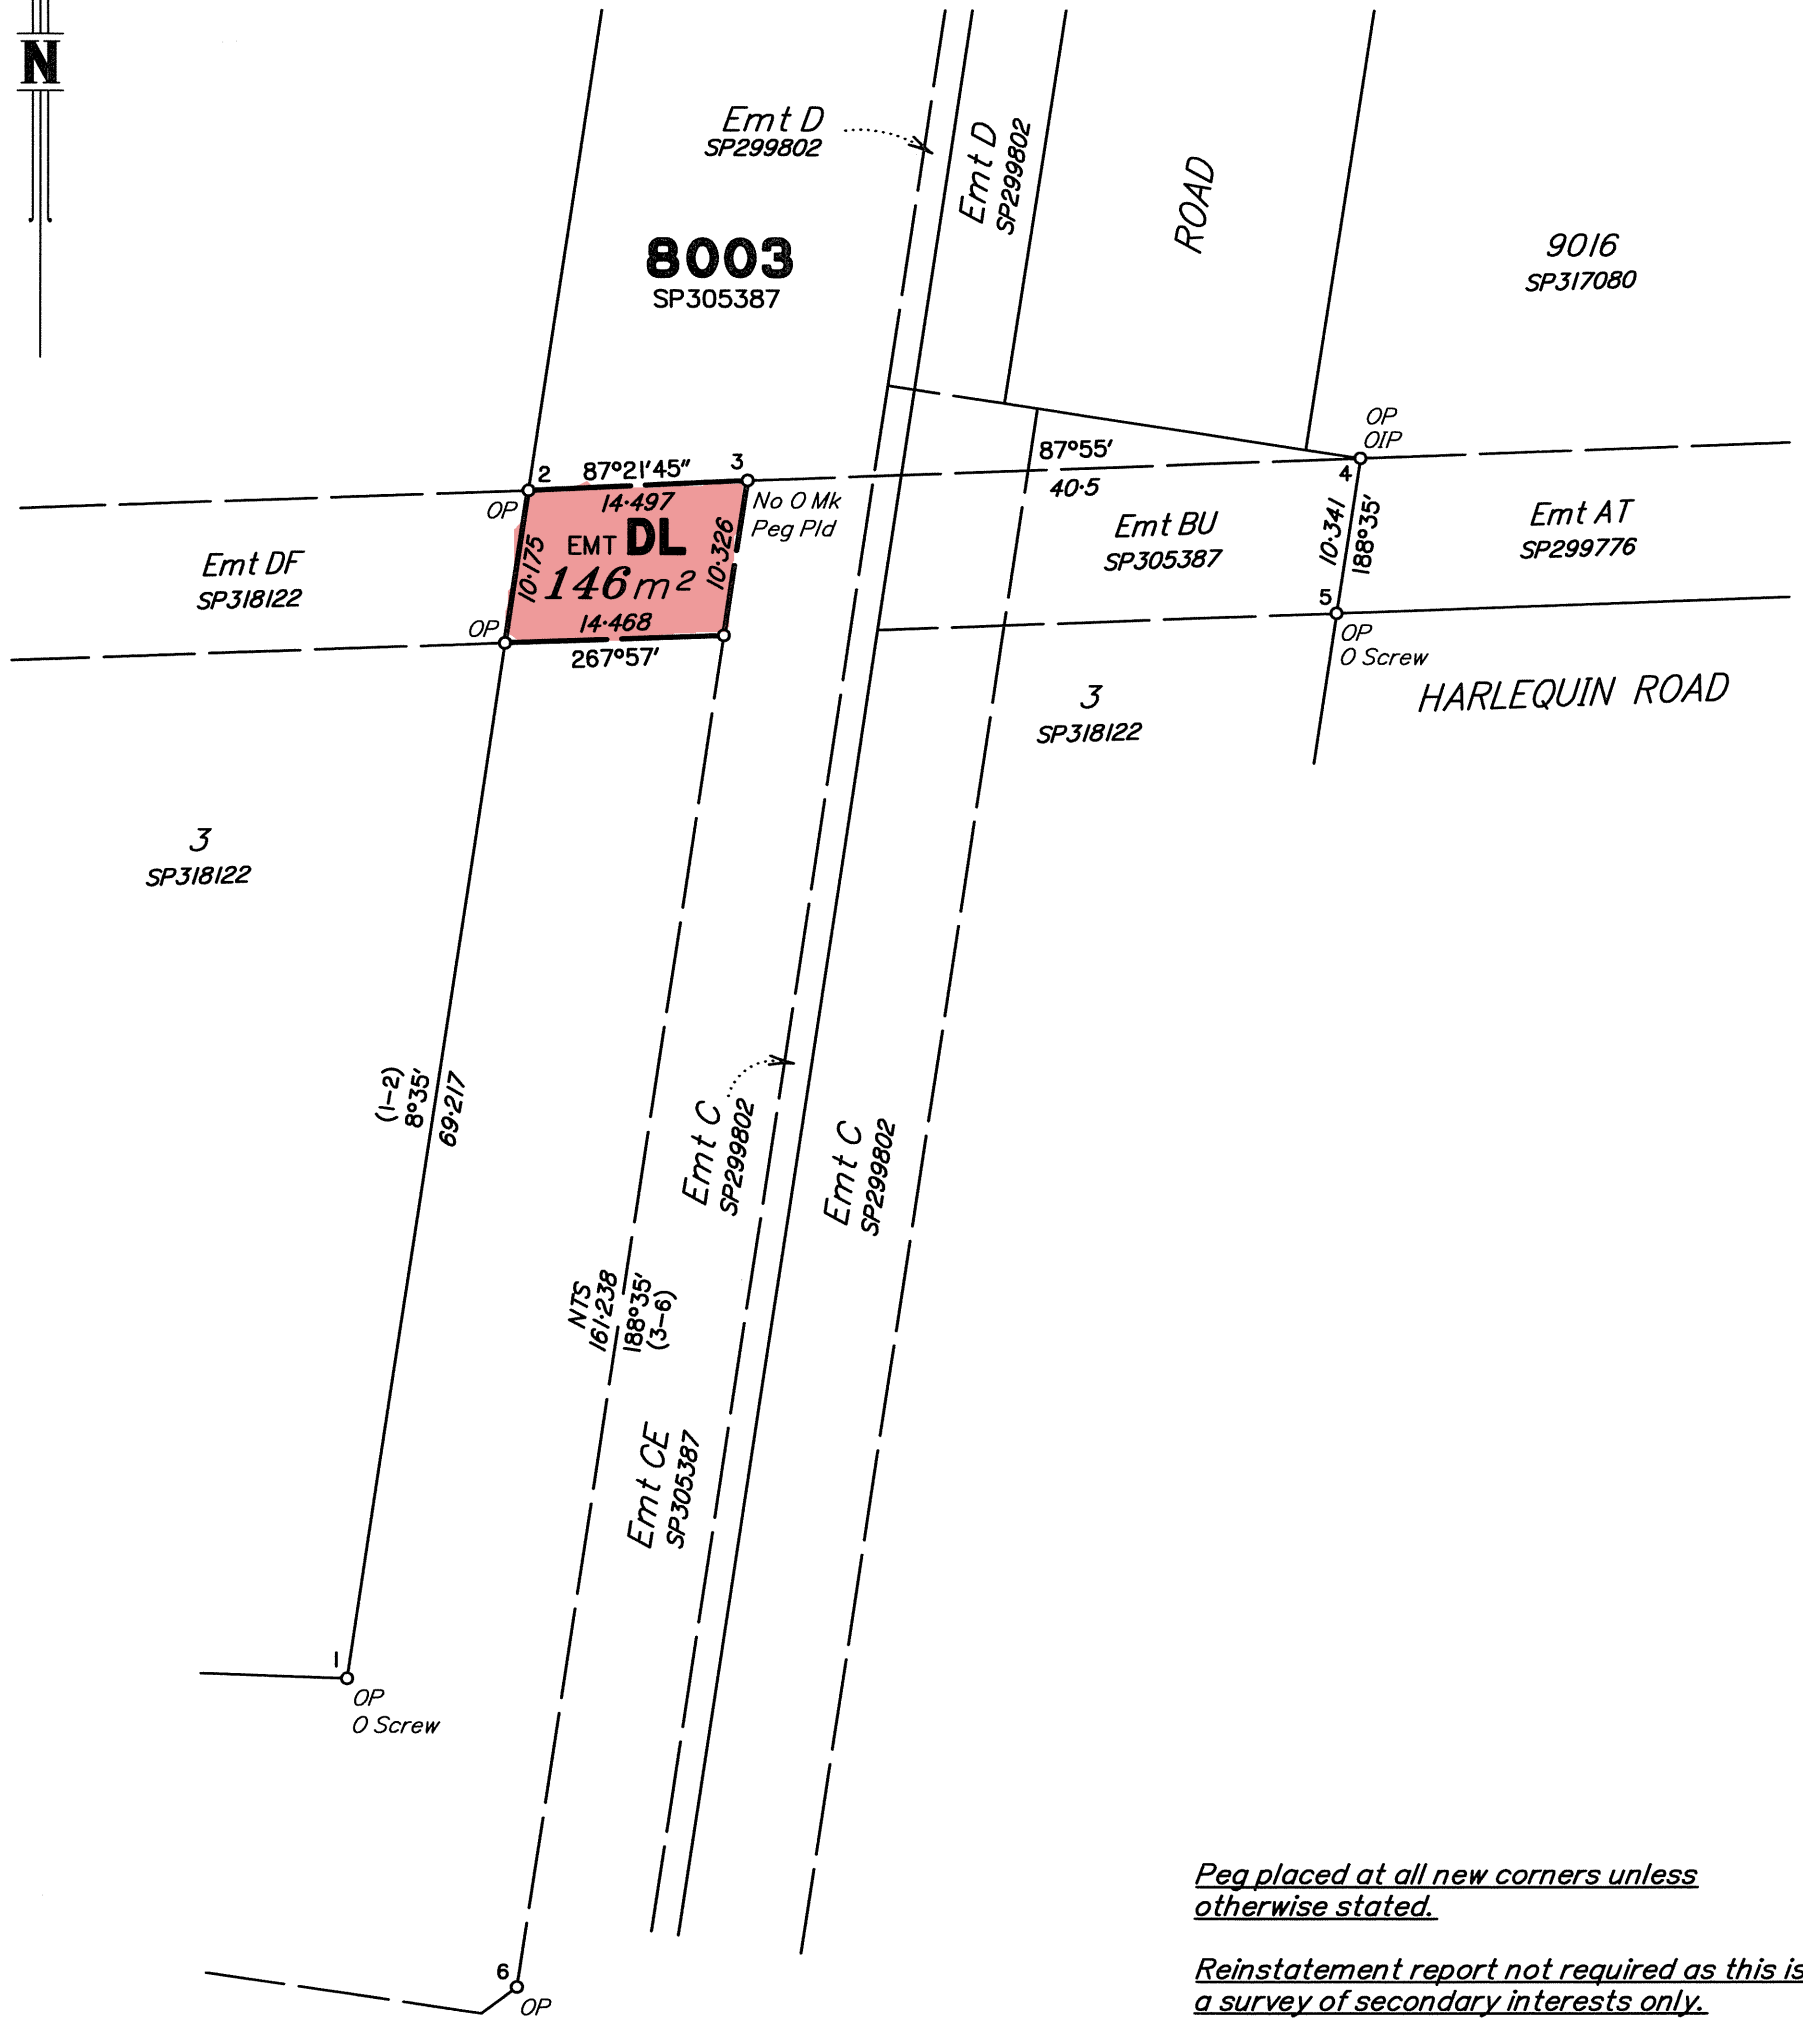 N
Emt D
SP299802
Emt D
SP299802
ROAD
8003
SP305387
9016
SP317080
OP
OIP
87°55'
40·5
4
2
87°21'45"
3
14·497
OP
No O Mk
Peg Pld
EMT DL
146 m²
10·175
10·326
14·468
OP
267°57'
Emt DF
SP318122
Emt BU
SP305387
10·341
188°35'
Emt AT
SP299776
5
OP
O Screw
HARLEQUIN ROAD
3
SP318122
3
SP318122
(1-2)
8°35'
69·217
Emt C
SP299802
Emt C
SP299802
NTS
161·238
188°35'
(3-6)
Emt CE
SP305387
1
OP
O Screw
6
OP
Peg placed at all new corners unless
otherwise stated.
Reinstatement report not required as this is
a survey of secondary interests only.